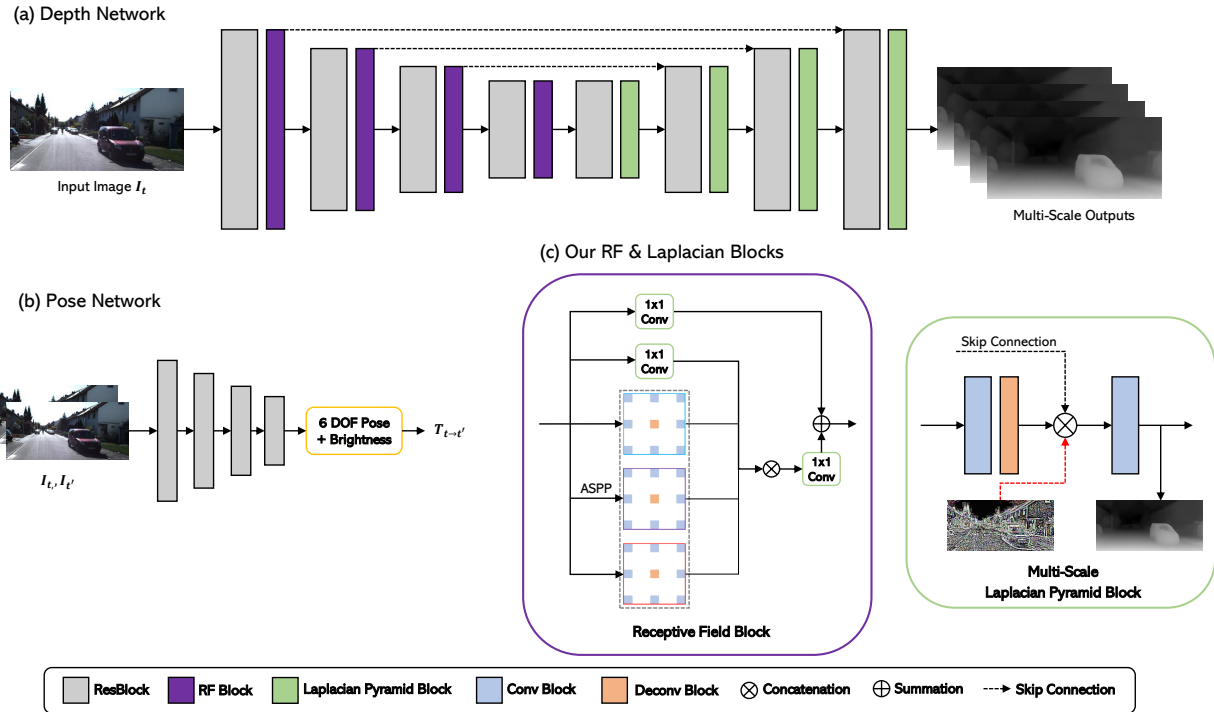 (a) Depth Network
Input Image I_t
Multi-Scale Outputs
(b) Pose Network
I_t, , I_t'
6 DOF Pose
+ Brightness
T_t→t'
(c) Our RF & Laplacian Blocks
1x1
Conv
1x1
Conv
ASPP
1x1
Conv
Receptive Field Block
Skip Connection
Multi-Scale
Laplacian Pyramid Block
ResBlock
RF Block
Laplacian Pyramid Block
Conv Block
Deconv Block
Concatenation
Summation
Skip Connection